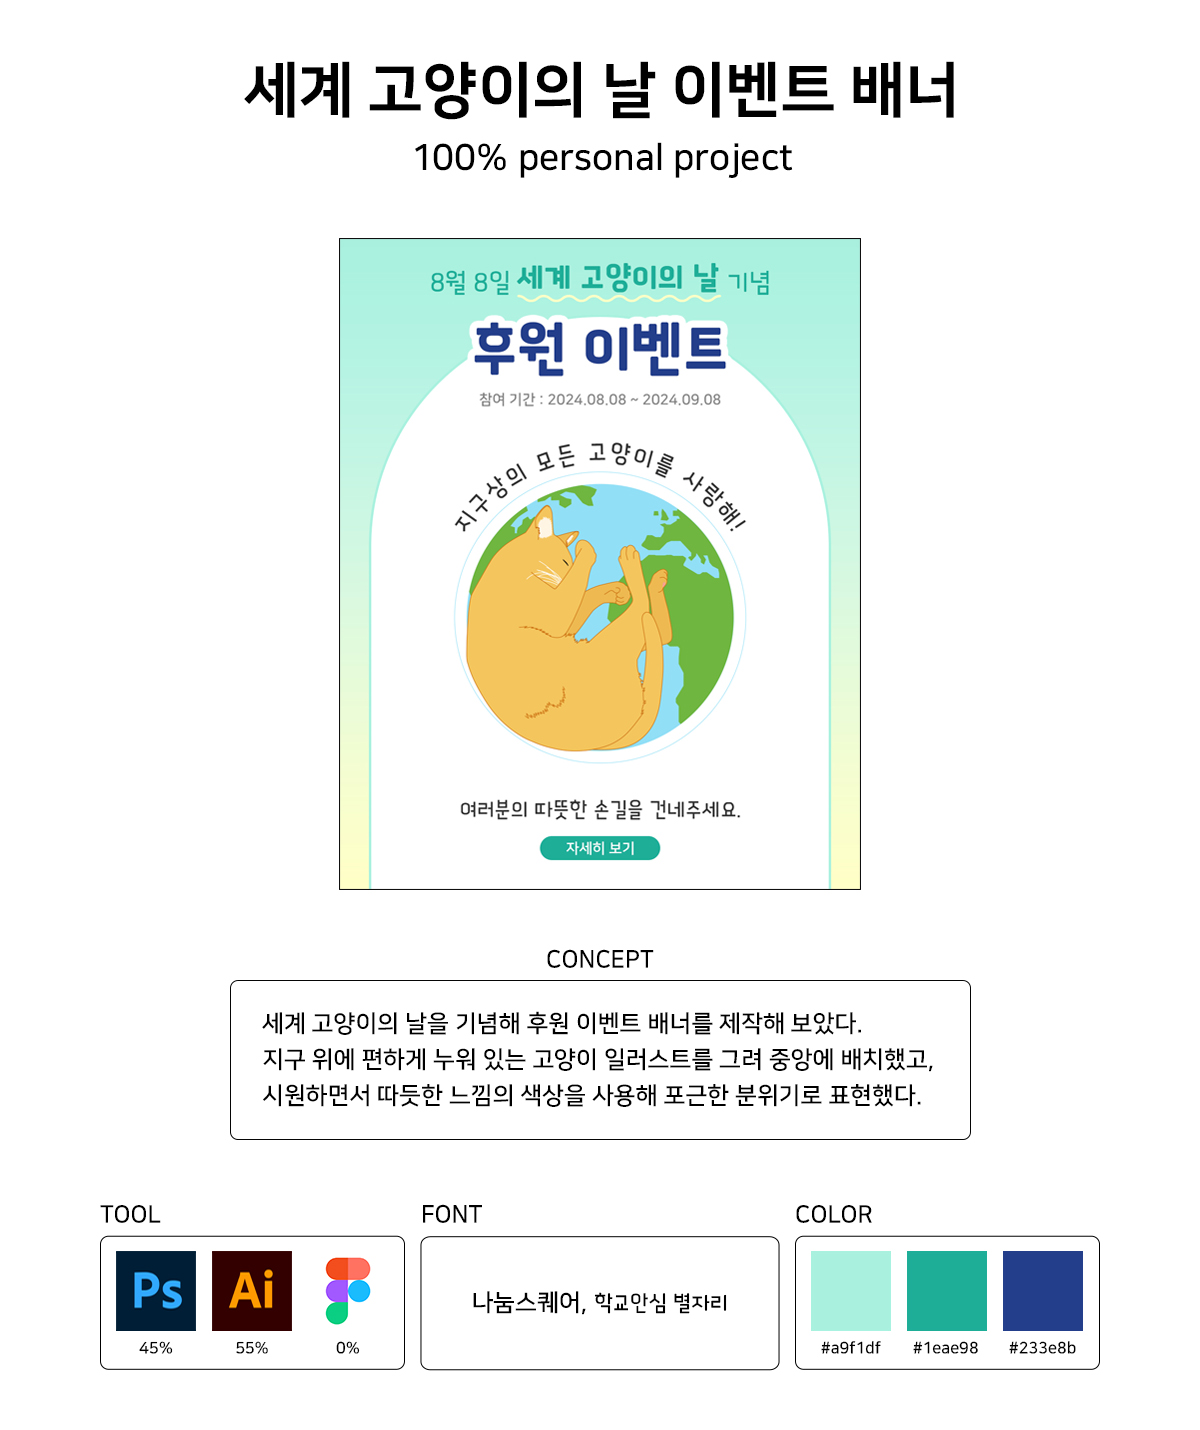 세계 고양이의 날 이벤트 배너
100% personal project
8월 8일 세계 고양이의 날 기념
후원 이벤트
참여 기간 : 2024.08.08 ~ 2024.09.08
지구상의 모든 고양이를 사랑해!
여러분의 따뜻한 손길을 건네주세요.
자세히 보기
CONCEPT
세계 고양이의 날을 기념해 후원 이벤트 배너를 제작해 보았다.
지구 위에 편하게 누워 있는 고양이 일러스트를 그려 중앙에 배치했고,
시원하면서 따듯한 느낌의 색상을 사용해 포근한 분위기로 표현했다.
TOOL
Ps Ai
45% 55% 0%
FONT
나눔스퀘어, 학교안심 별자리
COLOR
#a9f1df #1eae98 #233e8b